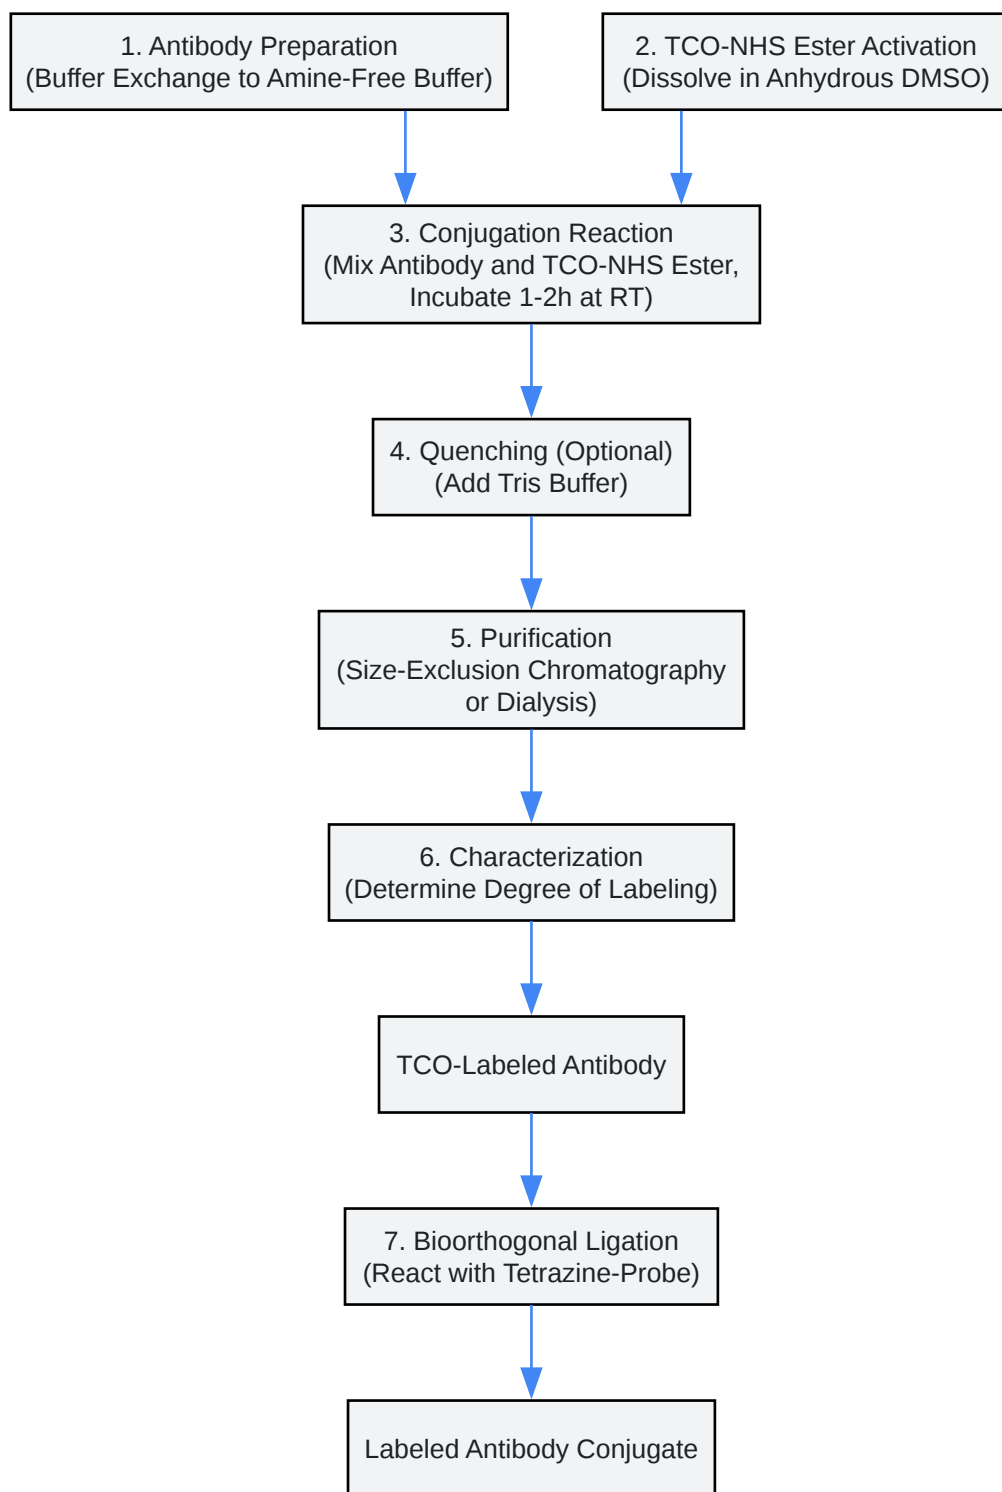 1. Antibody Preparation
(Buffer Exchange to Amine-Free Buffer)
2. TCO-NHS Ester Activation
(Dissolve in Anhydrous DMSO)
3. Conjugation Reaction
(Mix Antibody and TCO-NHS Ester,
Incubate 1-2h at RT)
4. Quenching (Optional)
(Add Tris Buffer)
5. Purification
(Size-Exclusion Chromatography
or Dialysis)
6. Characterization
(Determine Degree of Labeling)
TCO-Labeled Antibody
7. Bioorthogonal Ligation
(React with Tetrazine-Probe)
Labeled Antibody Conjugate